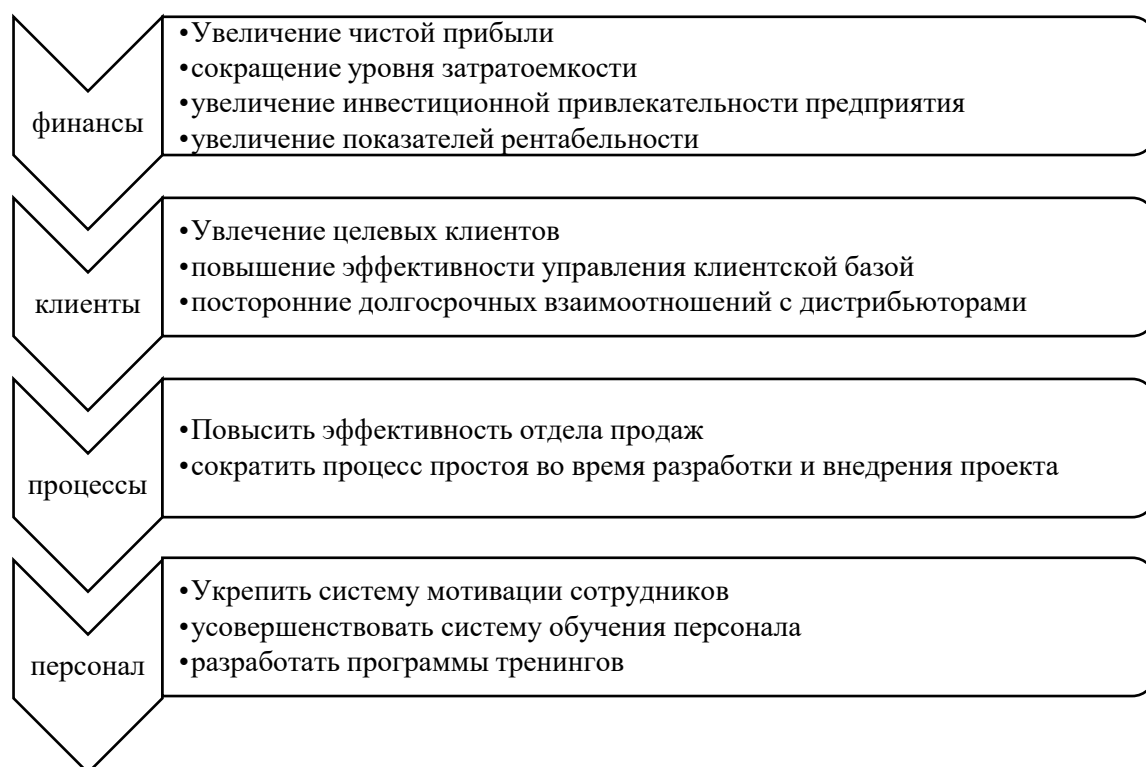 финансы
•Увеличение чистой прибыли
•сокращение уровня затратоемкости
•увеличение инвестиционной привлекательности предприятия
•увеличение показателей рентабельности
клиенты
•Увлечение целевых клиентов
•повышение эффективности управления клиентской базой
•посторонние долгосрочных взаимоотношений с дистрибьюторами
процессы
•Повысить эффективность отдела продаж
•сократить процесс простоя во время разработки и внедрения проекта
персонал
•Укрепить систему мотивации сотрудников
•усовершенствовать систему обучения персонала
•разработать программы тренингов